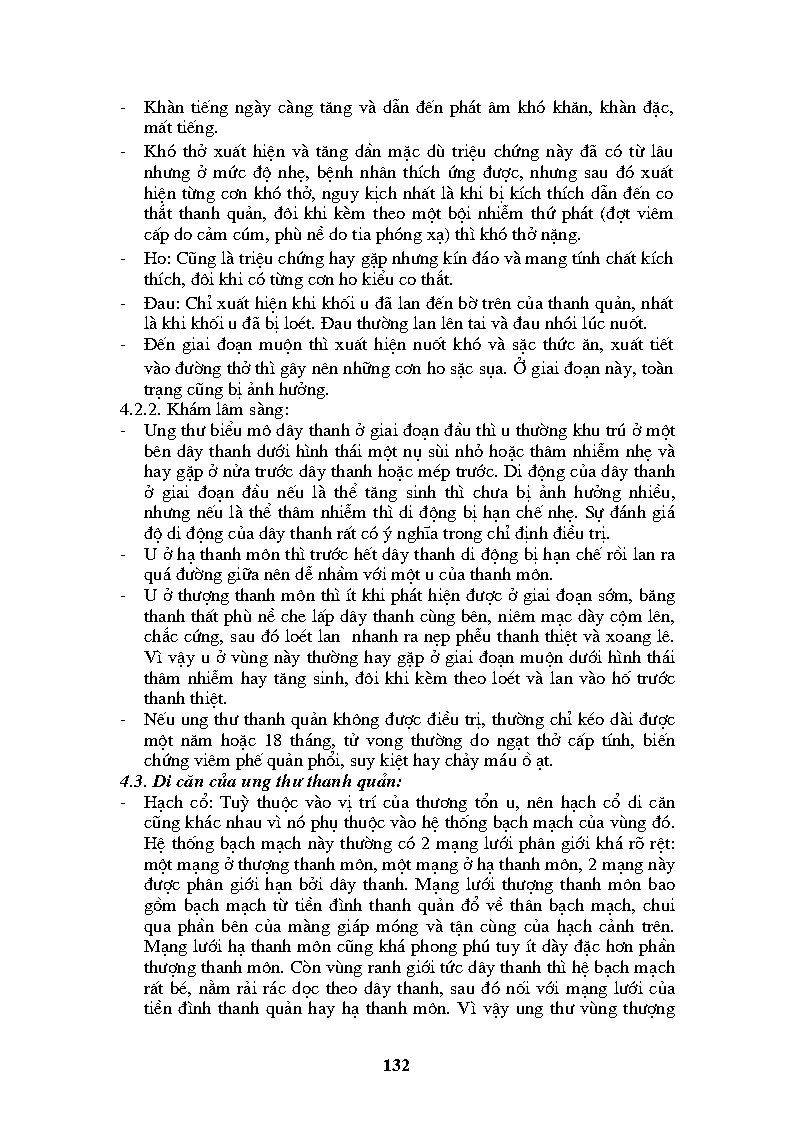 - Khàn tiếng ngày càng tăng và dẫn đến phát âm khó khăn, khàn đặc,
mất tiếng.
- Khó thở xuất hiện và tăng dần mặc dù triệu chứng này đã có từ lâu
nhưng ở mức độ nhẹ, bệnh nhân thích ứng được, nhưng sau đó xuất
hiện từng cơn khó thở, nguy kịch nhất là khi bị kích thích dẫn đến co
thắt thanh quản, đôi khi kèm theo một bội nhiễm thứ phát (đợt viêm
cấp do cảm cúm, phù nề do tia phóng xạ) thì khó thở nặng.
- Ho: Cũng là triệu chứng hay gặp nhưng kín đáo và mang tính chất kích
thích, đôi khi có từng cơn ho kiểu co thắt.
- Đau: Chỉ xuất hiện khi khối u đã lan đến bờ trên của thanh quản, nhất
là khi khối u đã bị loét. Đau thường lan lên tai và đau nhói lúc nuốt.
- Đến giai đoạn muộn thì xuất hiện nuốt khó và sặc thức ăn, xuất tiết
vào đường thở thì gây nên những cơn ho sặc sụa. Ở giai đoạn này, toàn
trạng cũng bị ảnh hưởng.
4.2.2. Khám lâm sàng:
- Ung thư biểu mô dây thanh ở giai đoạn đầu thì u thường khu trú ở một
bên dây thanh dưới hình thái một nụ sùi nhỏ hoặc thâm nhiễm nhẹ và
hay gặp ở nửa trước dây thanh hoặc mép trước. Di động của dây thanh
ở giai đoạn đầu nếu là thể tăng sinh thì chưa bị ảnh hưởng nhiều,
nhưng nếu là thể thâm nhiễm thì di động bị hạn chế nhẹ. Sự đánh giá
độ di động của dây thanh rất có ý nghĩa trong chỉ định điều trị.
- U ở hạ thanh môn thì trước hết dây thanh di động bị hạn chế rồi lan ra
quá đường giữa nên dễ nhầm với một u của thanh môn.
- U ở thượng thanh môn thì ít khi phát hiện được ở giai đoạn sớm, băng
thanh thất phù nề che lấp dây thanh cùng bên, niêm mạc dày cộm lên,
chắc cứng, sau đó loét lan nhanh ra nẹp phễu thanh thiệt và xoang lê.
Vì vậy u ở vùng này thường hay gặp ở giai đoạn muộn dưới hình thái
thâm nhiễm hay tăng sinh, đôi khi kèm theo loét và lan vào hố trước
thanh thiệt.
- Nếu ung thư thanh quản không được điều trị, thường chỉ kéo dài được
một năm hoặc 18 tháng, tử vong thường do ngạt thở cấp tính, biến
chứng viêm phế quản phổi, suy kiệt hay chảy máu ồ ạt.
4.3. Di căn của ung thư thanh quản:
- Hạch cổ: Tuỳ thuộc vào vị trí của thương tổn u, nên hạch cổ di căn
cũng khác nhau vì nó phụ thuộc vào hệ thống bạch mạch của vùng đó.
Hệ thống bạch mạch này thường có 2 mạng lưới phân giới khá rõ rệt:
một mạng ở thượng thanh môn, một mạng ở hạ thanh môn, 2 mạng này
được phân giới hạn bởi dây thanh. Mạng lưới thượng thanh môn bao
gồm bạch mạch từ tiền đình thanh quản đổ về thân bạch mạch, chui
qua phần bên của màng giáp móng và tận cùng của hạch cảnh trên.
Mạng lưới hạ thanh môn cũng khá phong phú tuy ít dày đặc hơn phần
thượng thanh môn. Còn vùng ranh giới tức dây thanh thì hệ bạch mạch
rất bé, nằm rải rác dọc theo dây thanh, sau đó nối với mạng lưới của
tiền đình thanh quản hay hạ thanh môn. Vì vậy ung thư vùng thượng
132